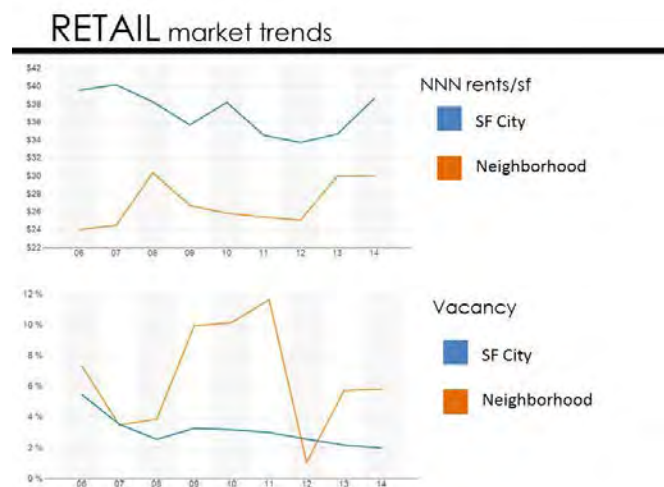 RETAIL market trends
$42
$40
$38
$36
$34
$32
$30
$28
$26
$24
$22
06 07 08 09 10 11 12 13 14
NNN rents/sf
SF City
Neighborhood
12 %
10 %
8 %
6 %
4 %
2 %
0 %
06 07 08 09 10 11 12 13 14
Vacancy
SF City
Neighborhood